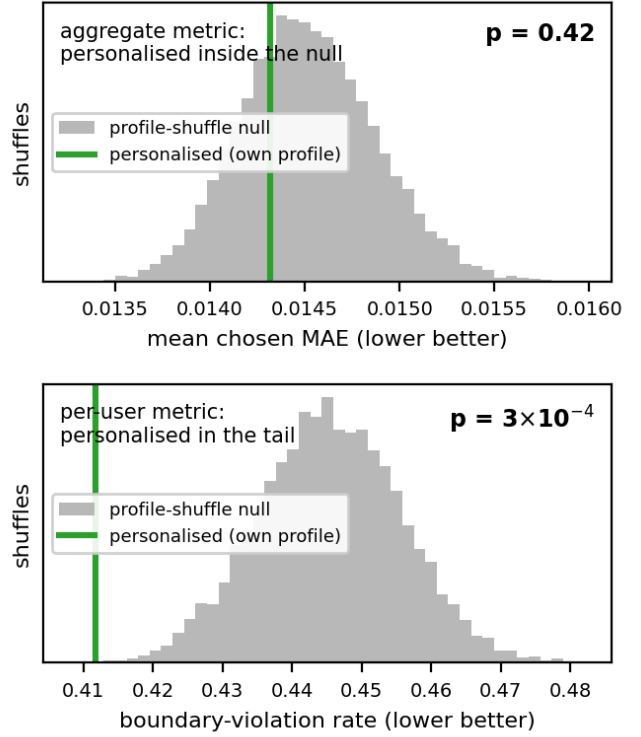 aggregate metric:
personalised inside the null
p = 0.42
profile-shuffle null
personalised (own profile)
shuffles
0.0135 0.0140 0.0145 0.0150 0.0155 0.0160
mean chosen MAE (lower better)
per-user metric:
personalised in the tail
p = 3×10⁻⁴
profile-shuffle null
personalised (own profile)
shuffles
0.41 0.42 0.43 0.44 0.45 0.46 0.47 0.48
boundary-violation rate (lower better)